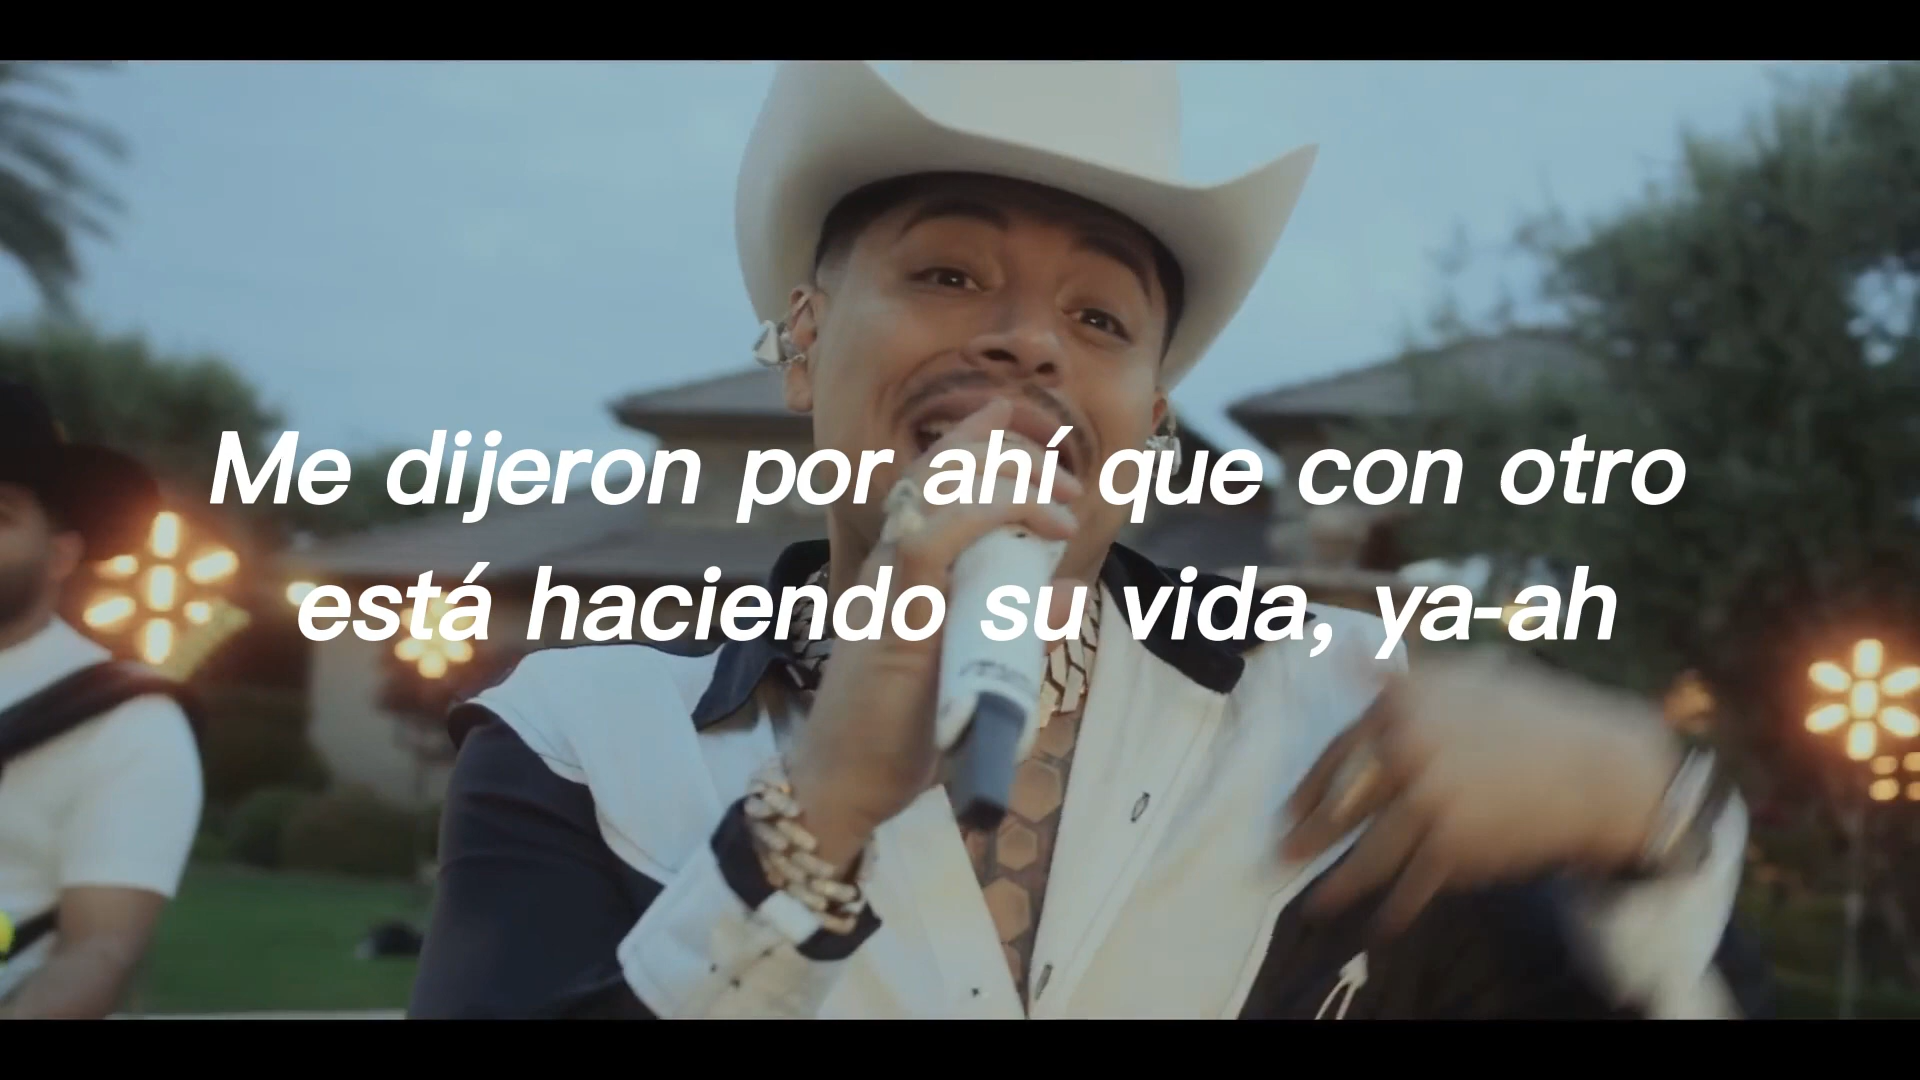 Me dijeron por ahí que con otro
está haciendo su vida, ya-ah